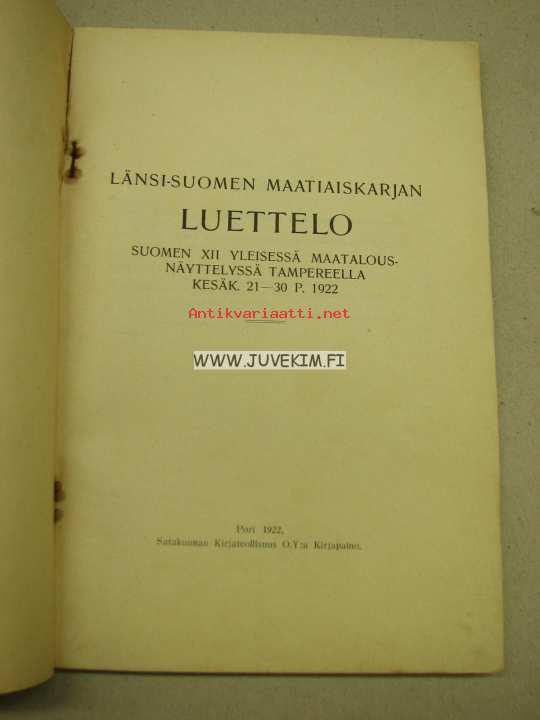 LÄNSI-SUOMEN MAATIAISKARJAN
LUETTELO
SUOMEN XII YLEISESSÄ MAATALOUS-
NÄYTTELYSSÄ TAMPEREELLA
KESÄK. 21—30 P. 1922
Antikvariaatti.net
WWW.JUVEKIM.FI
Pori 1922,
Satakunnan Kirjateollisuus O.Y:n Kirjapaino.